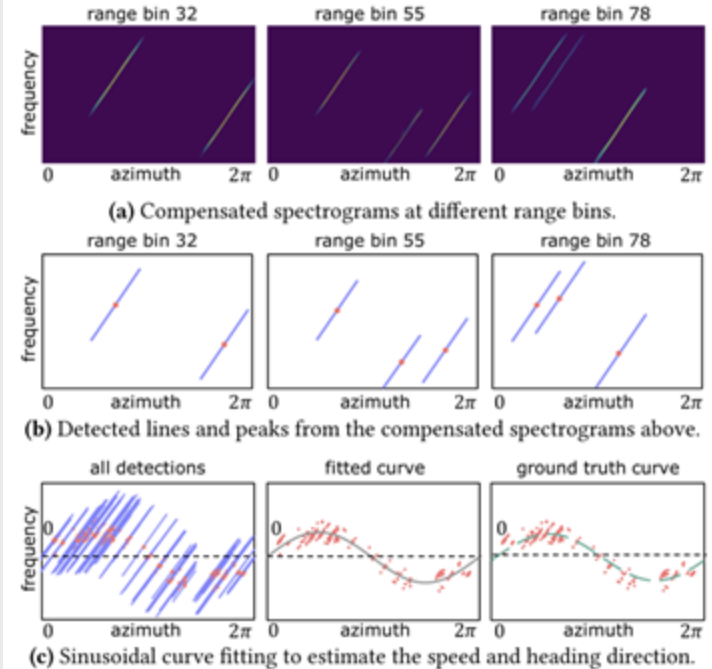 range bin 32 range bin 55 range bin 78
frequency
0 azimuth 2π 0 azimuth 2π 0 azimuth 2π
(a) Compensated spectrograms at different range bins.
range bin 32 range bin 55 range bin 78
frequency
0 azimuth 2π 0 azimuth 2π 0 azimuth 2π
(b) Detected lines and peaks from the compensated spectrograms above.
all detections fitted curve ground truth curve
frequency
0 0 0
0 azimuth 2π 0 azimuth 2π 0 azimuth 2π
(c) Sinusoidal curve fitting to estimate the speed and heading direction.